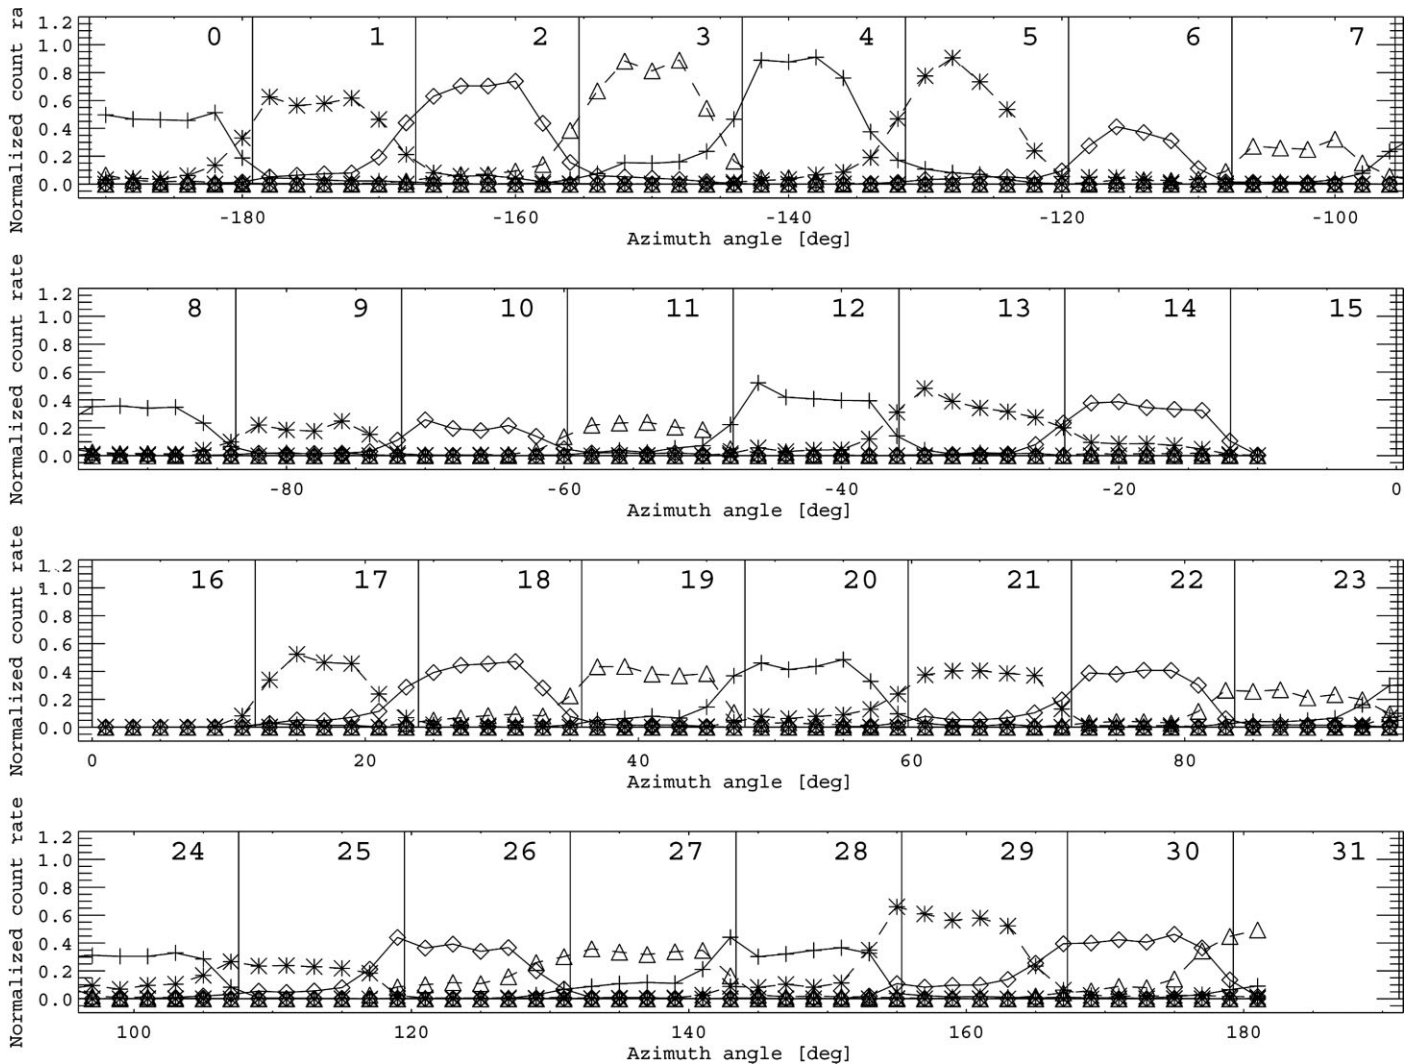 Normalized count ra
1.2 1.0 0.8 0.6 0.4 0.2 0.0
0 1 2 3 4 5 6 7
-180 -160 -140 -120 -100
Azimuth angle [deg]
Normalized count rate
1.2 1.0 0.8 0.6 0.4 0.2 0.0
8 9 10 11 12 13 14 15
-80 -60 -40 -20 0
Azimuth angle [deg]
Normalized count rate
1.2 1.0 0.8 0.6 0.4 0.2 0.0
16 17 18 19 20 21 22 23
0 20 40 60 80
Azimuth angle [deg]
Normalized count rate
1.2 1.0 0.8 0.6 0.4 0.2 0.0
24 25 26 27 28 29 30 31
100 120 140 160 180
Azimuth angle [deg]